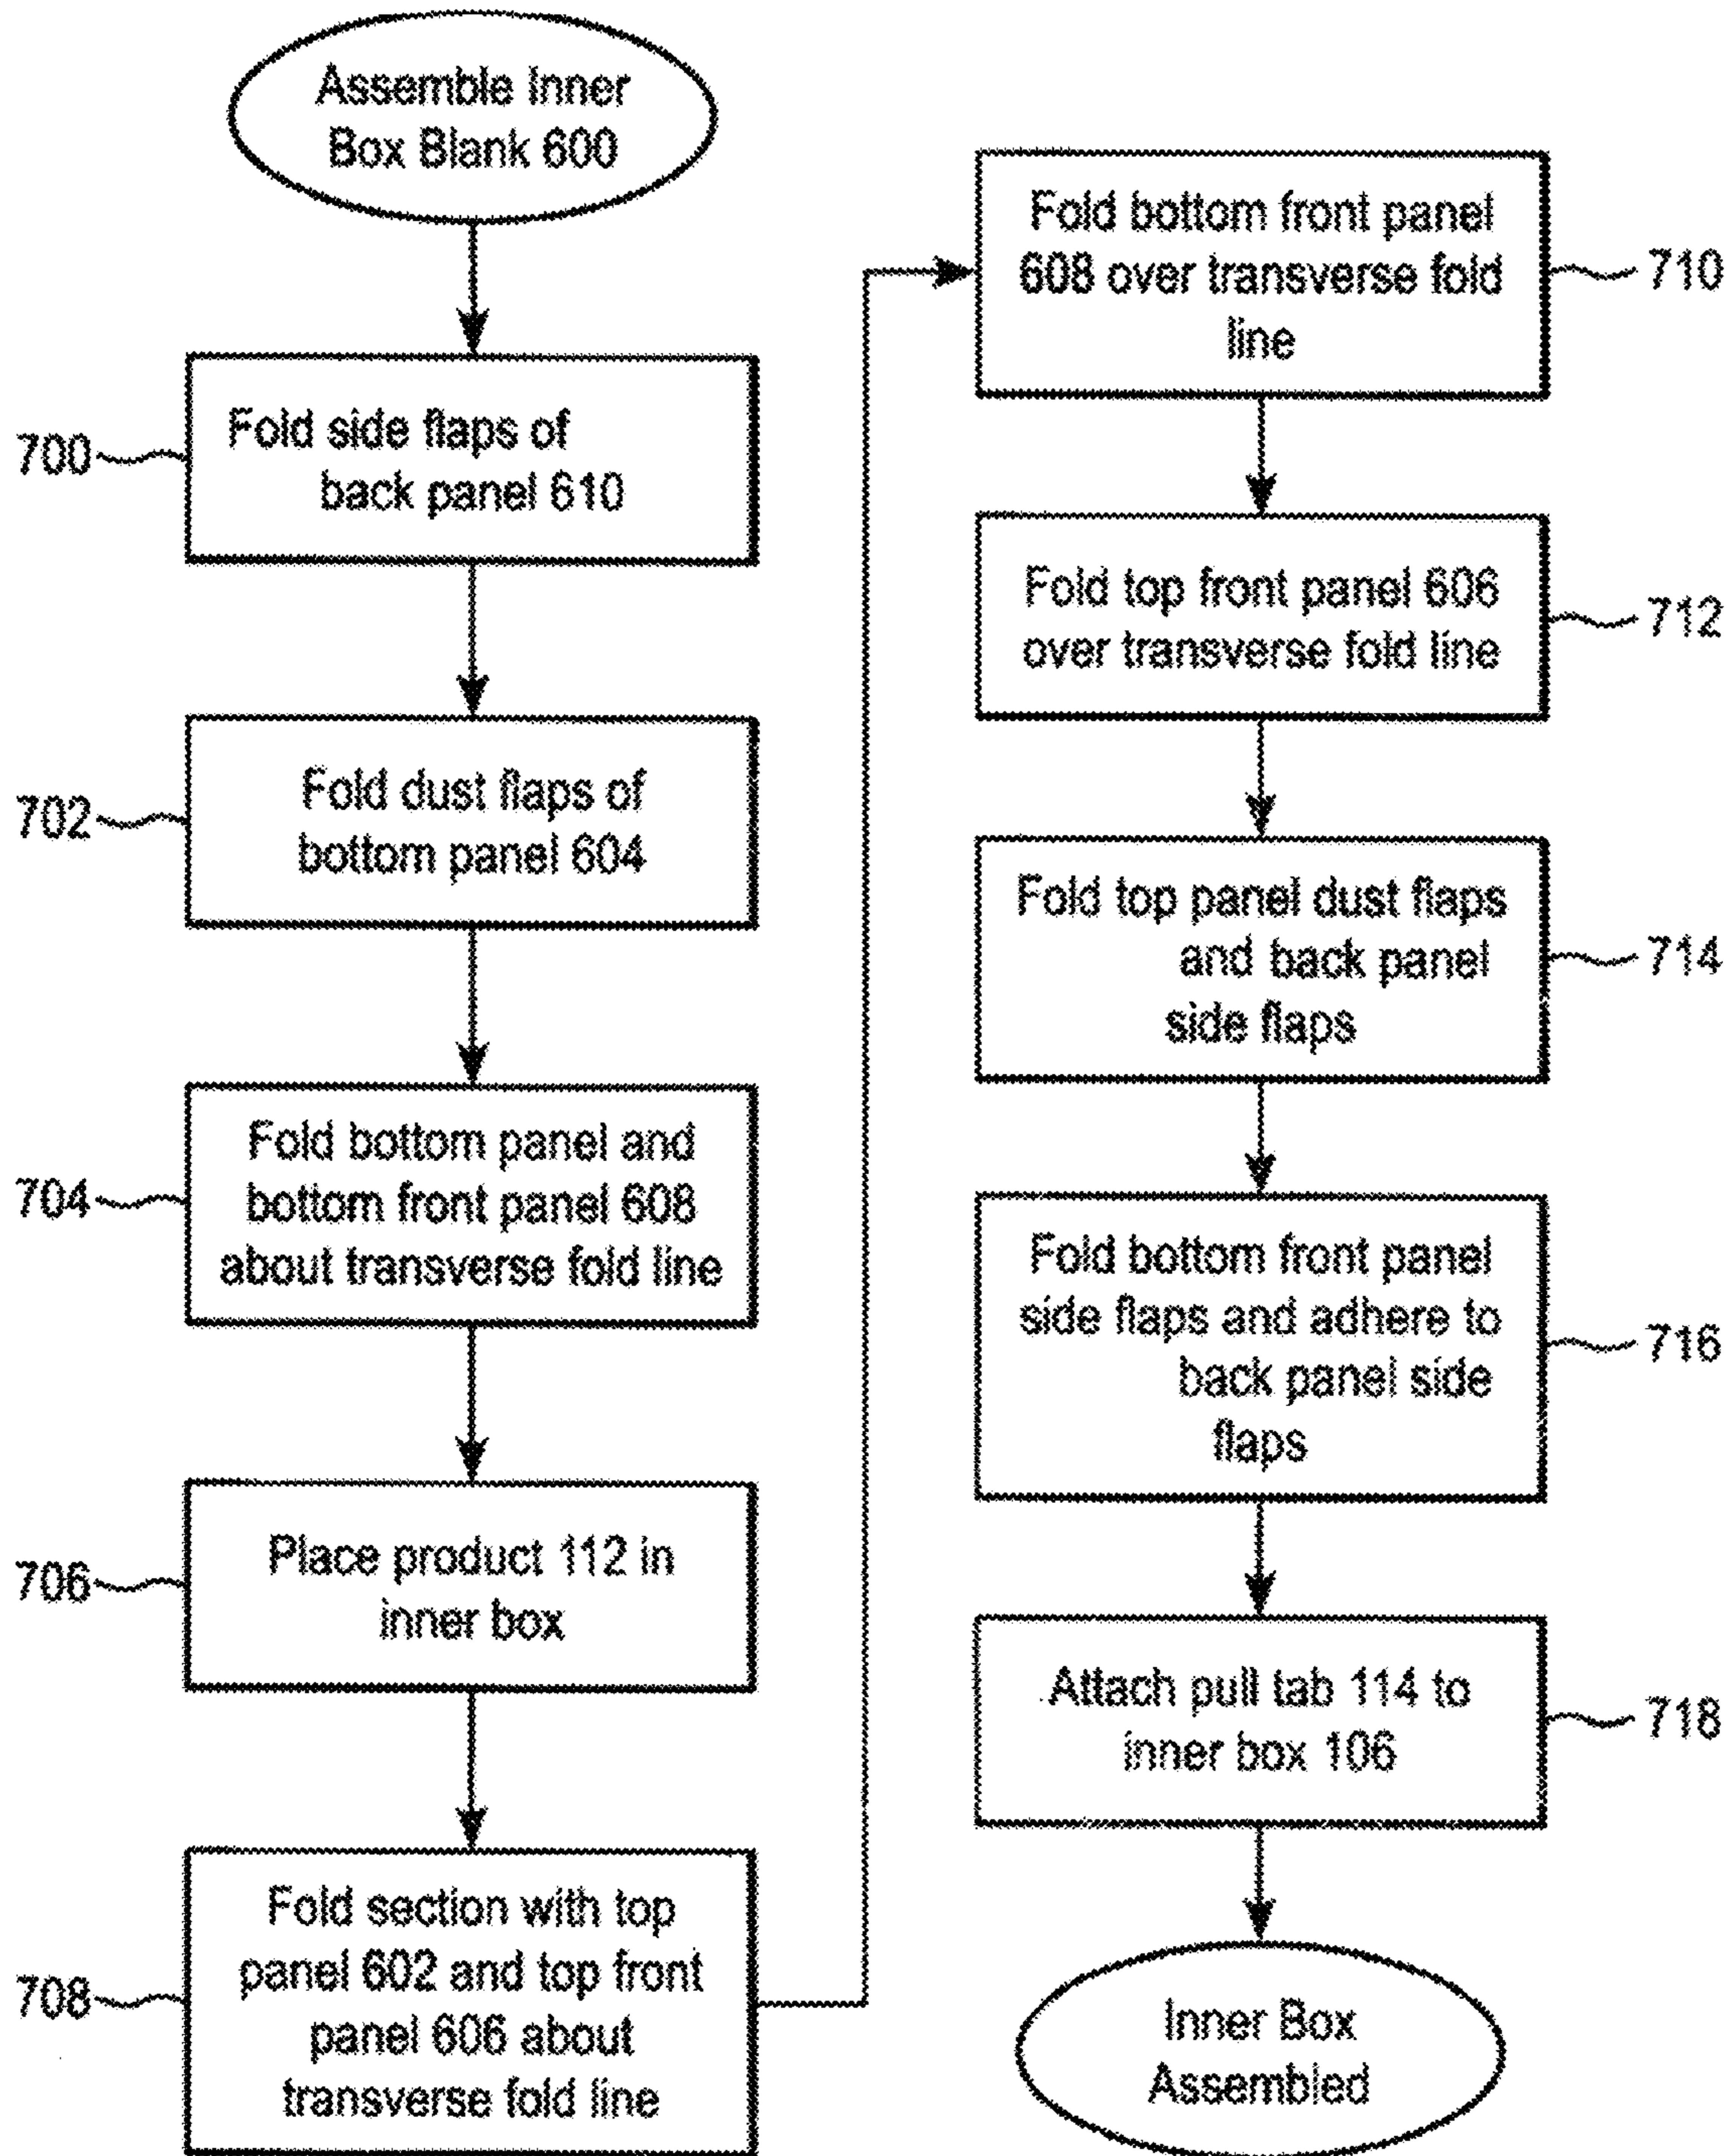 Assemble Inner
Box Blank 600
700
Fold side flaps of
back panel 610
702
Fold dust flaps of
bottom panel 604
704
Fold bottom panel and
bottom front panel 608
about transverse fold line
706
Place product 112 in
inner box
708
Fold section with top
panel 602 and top front
panel 606 about
transverse fold line
Fold bottom front panel
608 over transverse fold
line
710
Fold top front panel 606
over transverse fold line
712
Fold top panel dust flaps
and back panel
side flaps
714
Fold bottom front panel
side flaps and adhere to
back panel side
flaps
716
Attach pull tab 114 to
inner box 106
718
Inner Box
Assembled